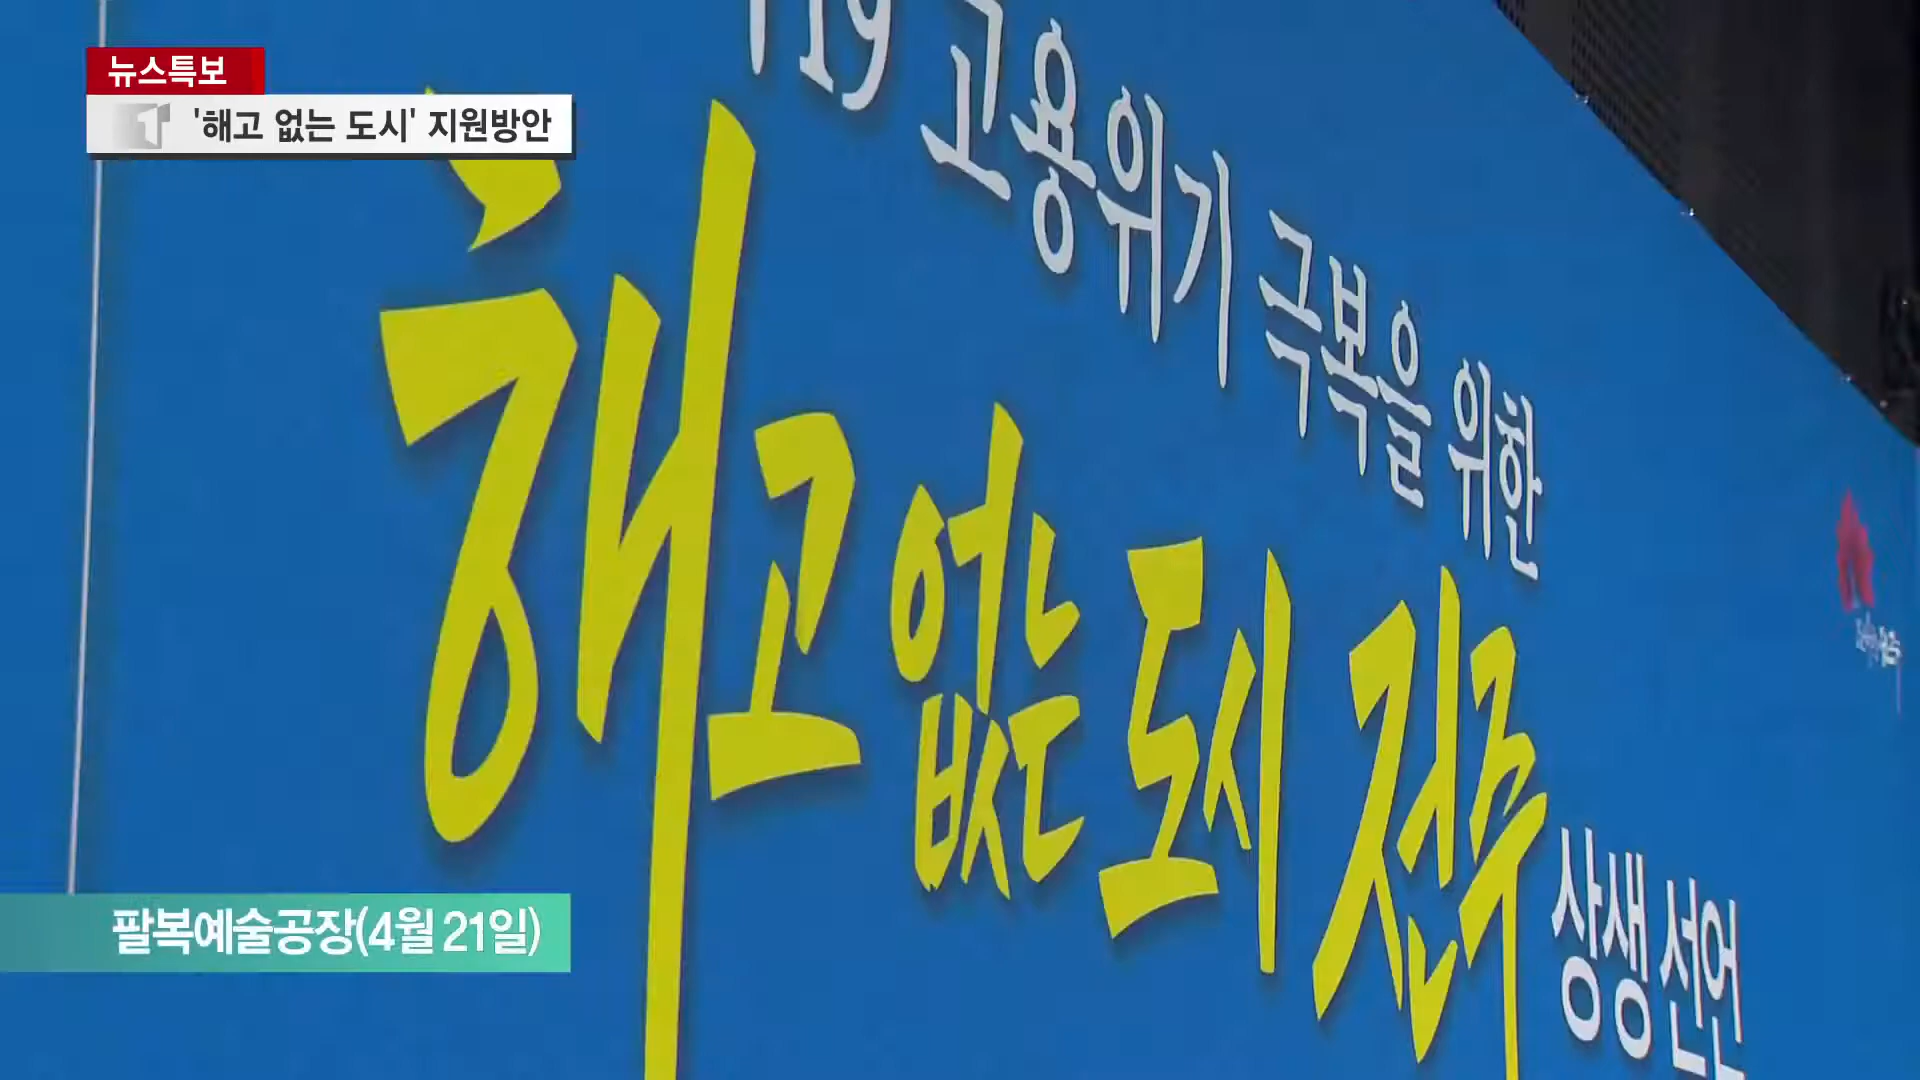 뉴스특보
'해고 없는 도시' 지원방안
19 고용위기 극복을 위한
해고 없는 도시 전주
상생 선언
팔복예술공장(4월 21일)